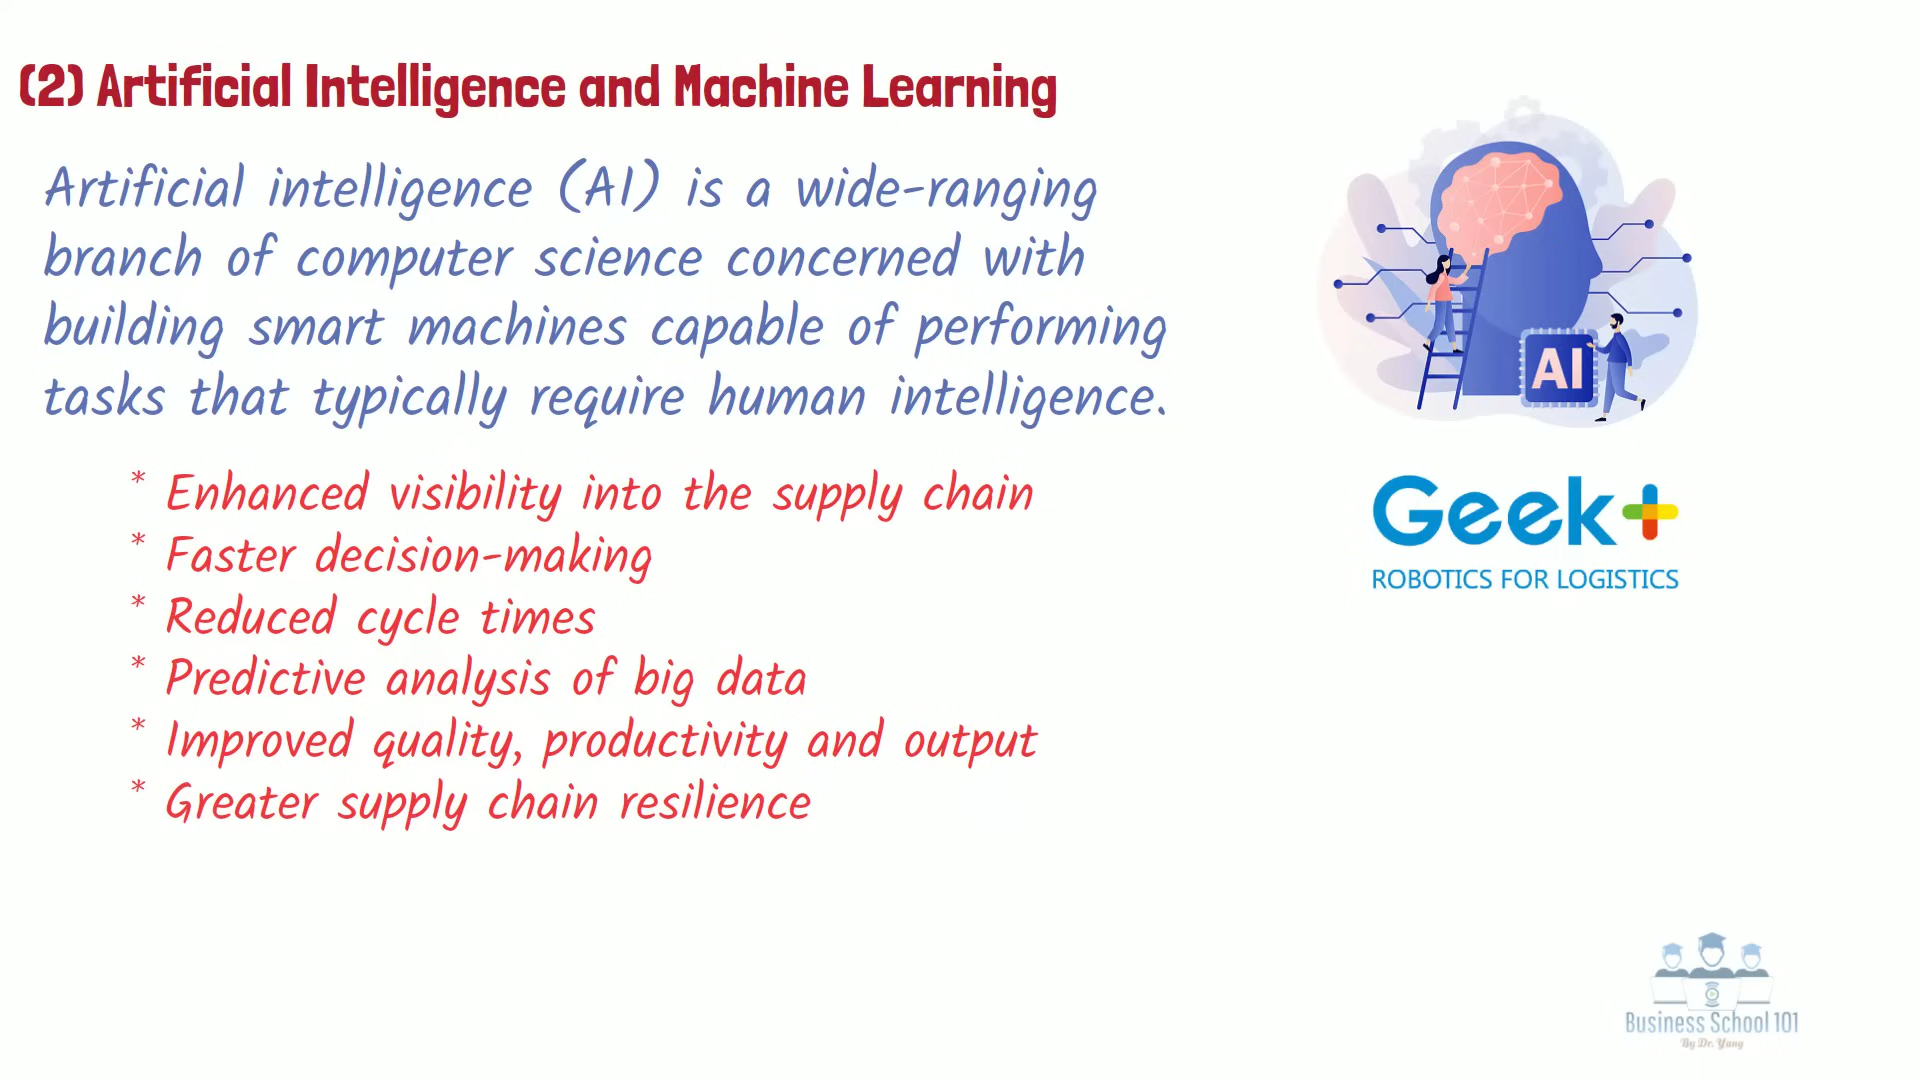 (2) Artificial Intelligence and Machine Learning
Artificial intelligence (AI) is a wide-ranging
branch of computer science concerned with
building smart machines capable of performing
tasks that typically require human intelligence.
* Enhanced visibility into the supply chain
* Faster decision-making
* Reduced cycle times
* Predictive analysis of big data
* Improved quality, productivity and output
* Greater supply chain resilience
AI
Geek+
ROBOTICS FOR LOGISTICS
Business School 101
By Dr. Yang